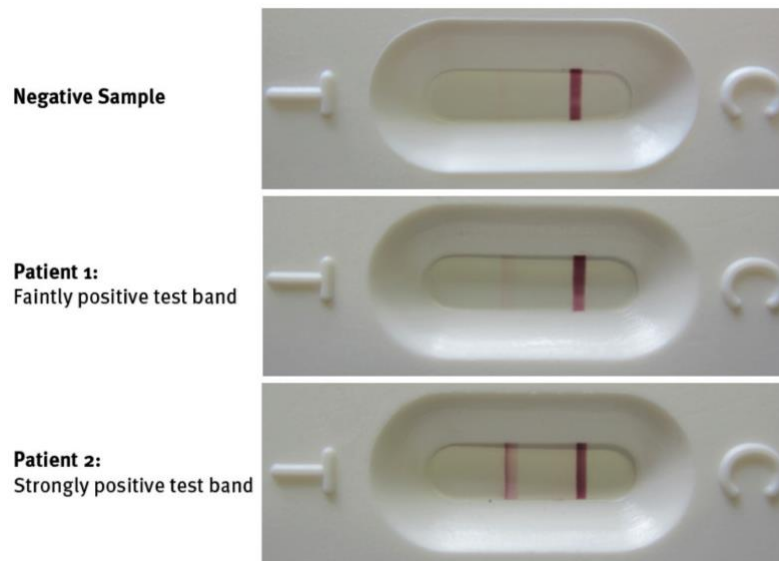 Negative Sample
T
C
Patient 1:
Faintly positive test band
T
C
Patient 2:
Strongly positive test band
T
C